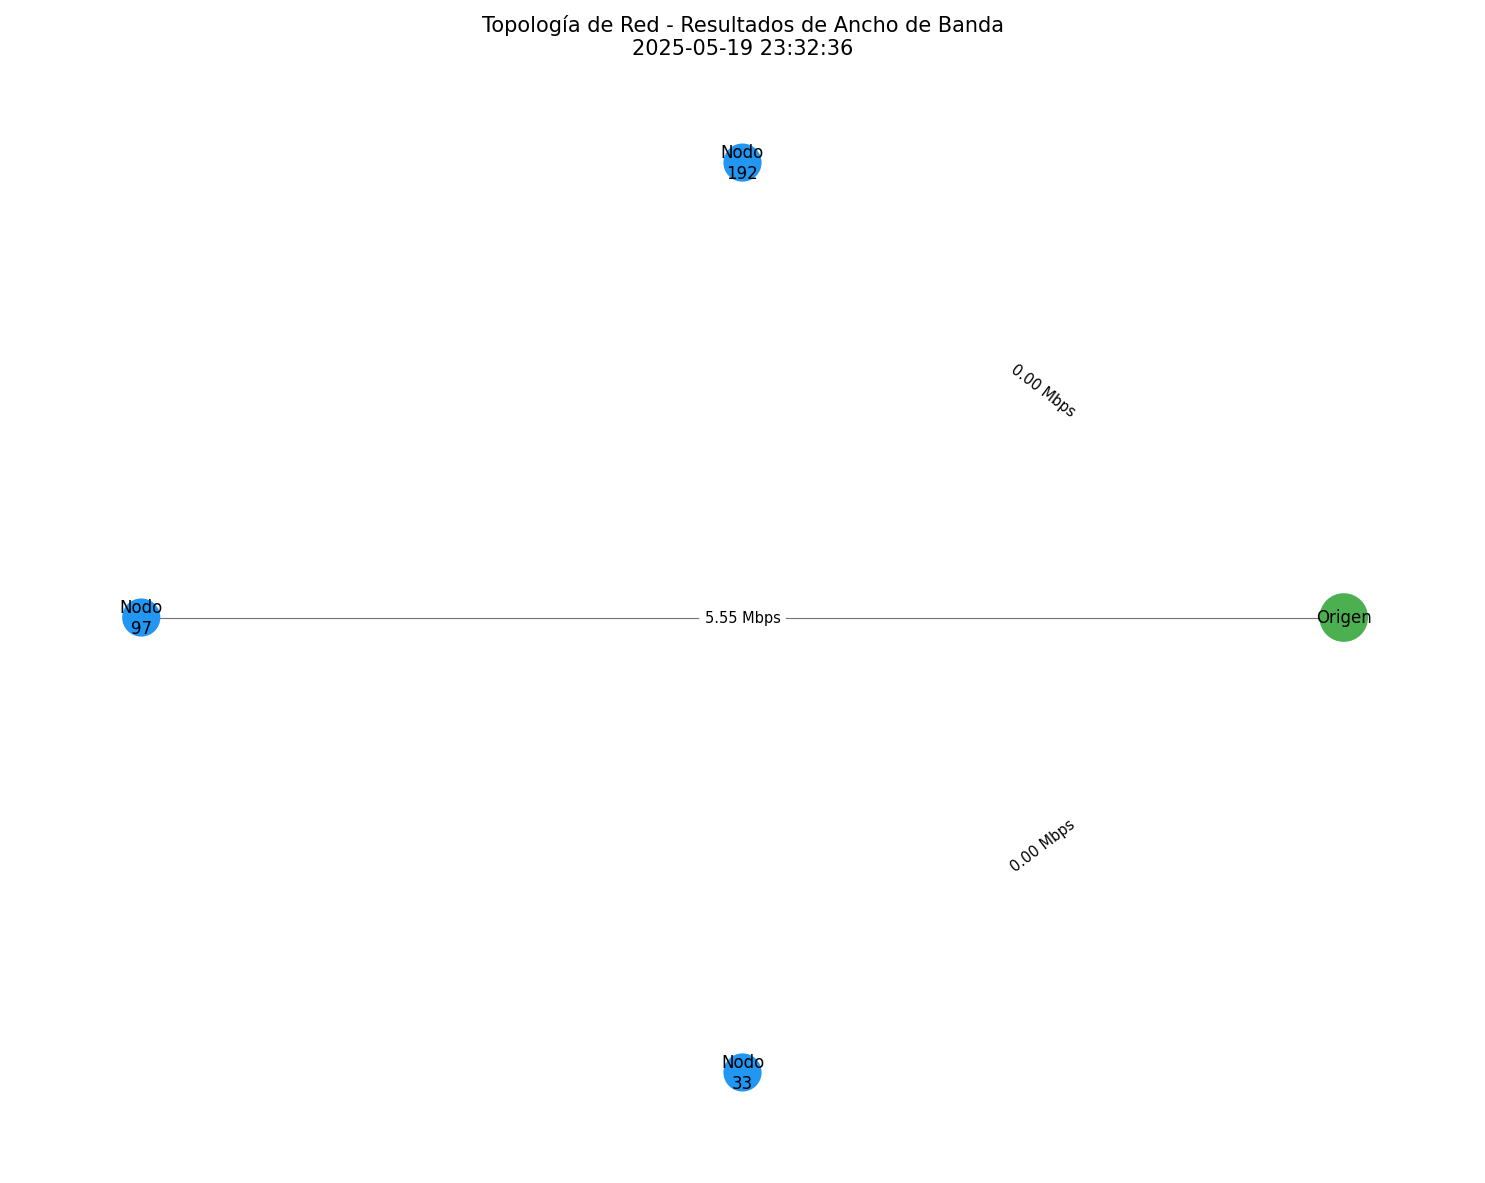 Topología de Red - Resultados de Ancho de Banda
2025-05-19 23:32:36
Nodo
192
0.00 Mbps
Nodo
97
5.55 Mbps
Origen
0.00 Mbps
Nodo
33